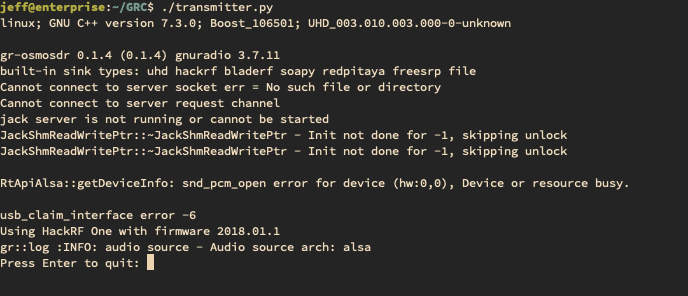 jeff@enterprise:~/GRC$ ./transmitter.py
linux; GNU C++ version 7.3.0; Boost_106501; UHD_003.010.003.000-0-unknown
gr-osmosdr 0.1.4 (0.1.4) gnuradio 3.7.11
built-in sink types: uhd hackrf bladerf soapy redpitaya freesrp file
Cannot connect to server socket err = No such file or directory
Cannot connect to server request channel
jack server is not running or cannot be started
JackShmReadWritePtr::~JackShmReadWritePtr - Init not done for -1, skipping unlock
JackShmReadWritePtr::~JackShmReadWritePtr - Init not done for -1, skipping unlock
RtApiAlsa::getDeviceInfo: snd_pcm_open error for device (hw:0,0), Device or resource busy.
usb_claim_interface error -6
Using HackRF One with firmware 2018.01.1
gr::log :INFO: audio source - Audio source arch: alsa
Press Enter to quit: